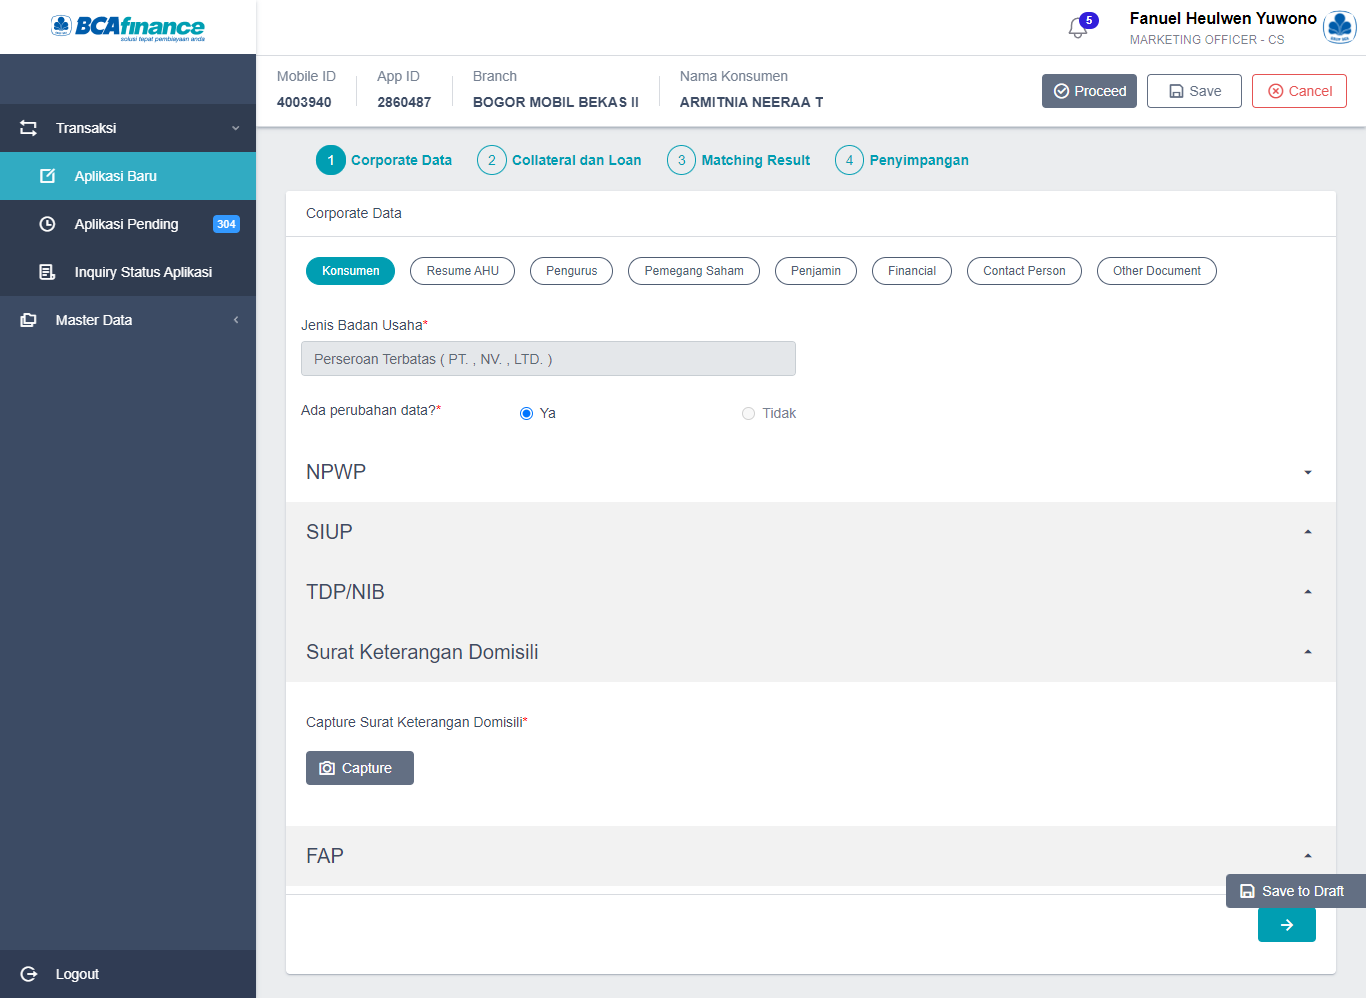 BCAfinance
solusi tepat pembiayaan anda
5
Fanuel Heulwen Yuwono
MARKETING OFFICER - CS
Mobile ID
4003940
App ID
2860487
Branch
BOGOR MOBIL BEKAS II
Nama Konsumen
ARMITNIA NEERAA T
Proceed
Save
Cancel
Transaksi
Aplikasi Baru
Aplikasi Pending 304
Inquiry Status Aplikasi
Master Data
Logout
1 Corporate Data
2 Collateral dan Loan
3 Matching Result
4 Penyimpangan
Corporate Data
Konsumen
Resume AHU
Pengurus
Pemegang Saham
Penjamin
Financial
Contact Person
Other Document
Jenis Badan Usaha*
Perseroan Terbatas ( PT. , NV. , LTD. )
Ada perubahan data?*
Ya
Tidak
NPWP
SIUP
TDP/NIB
Surat Keterangan Domisili
Capture Surat Keterangan Domisili*
Capture
FAP
Save to Draft